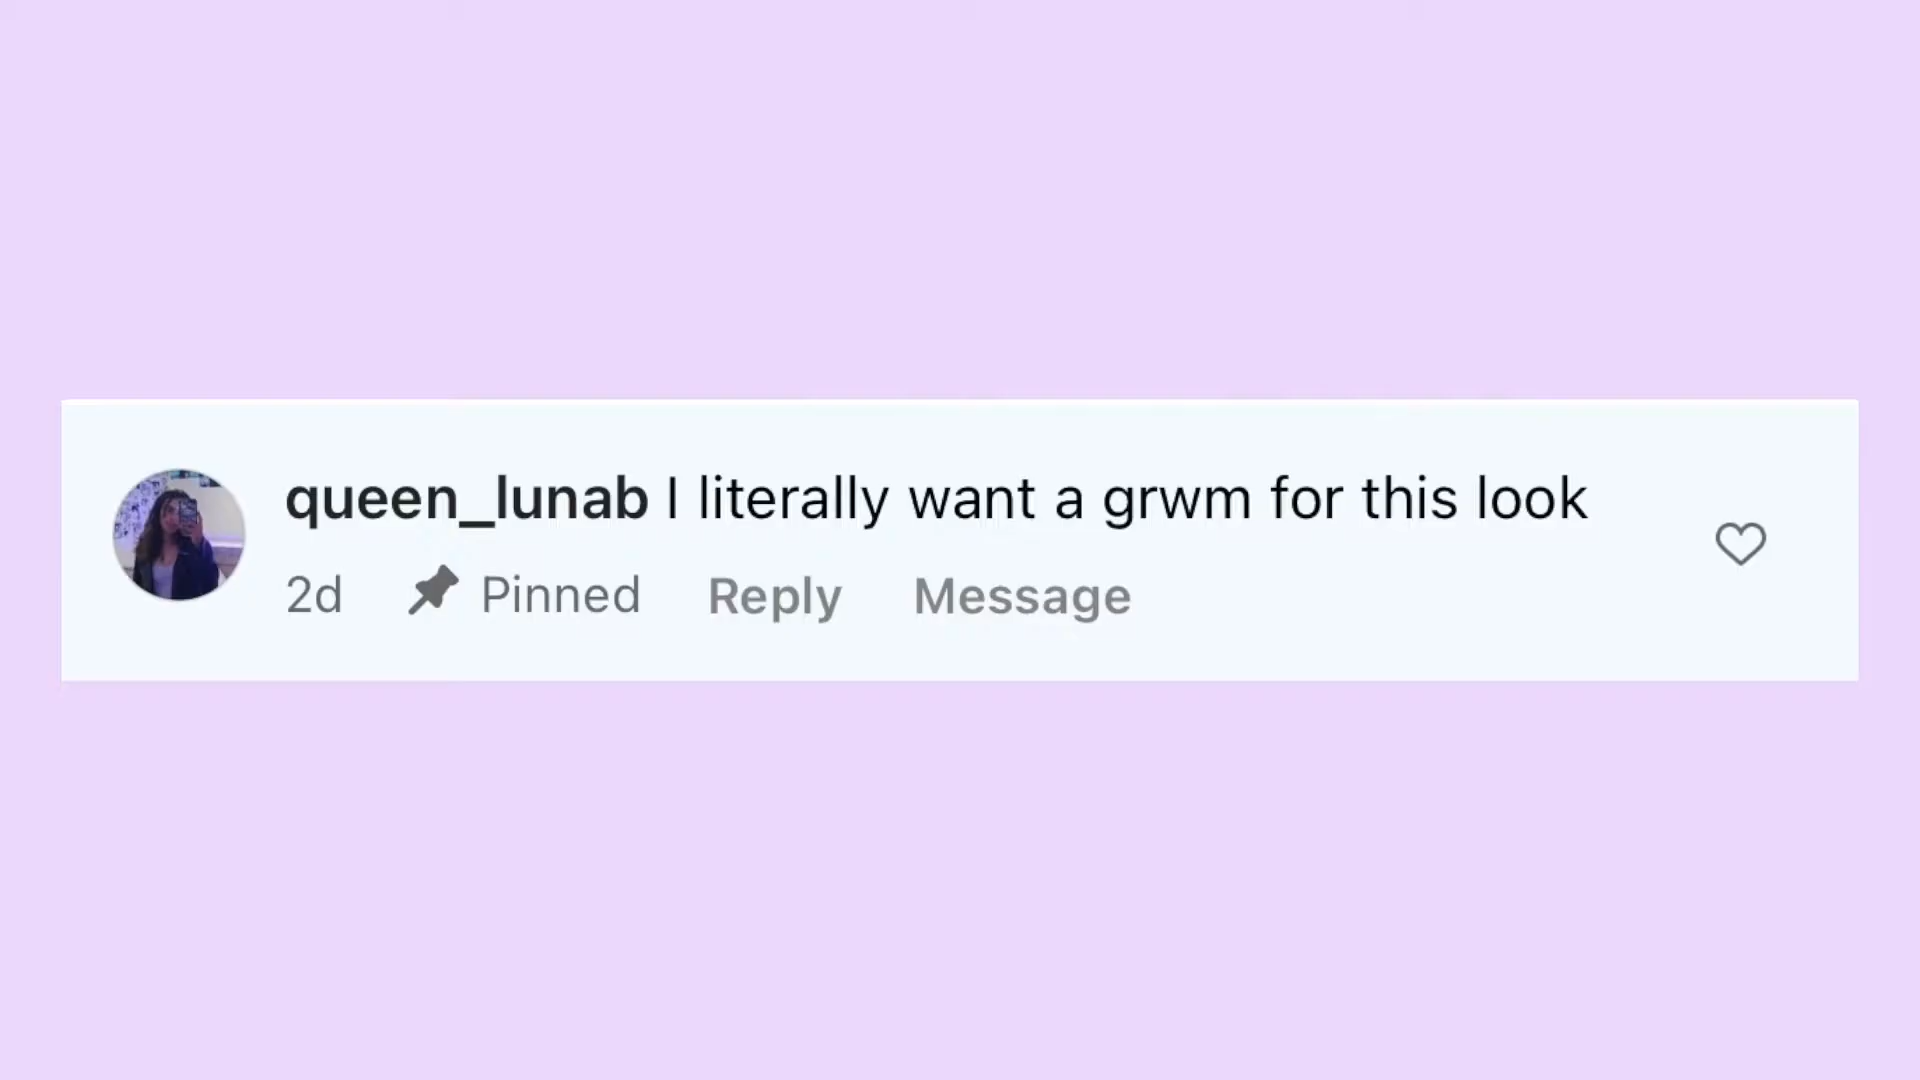 queen_lunab I literally want a grwm for this look
2d Pinned Reply Message